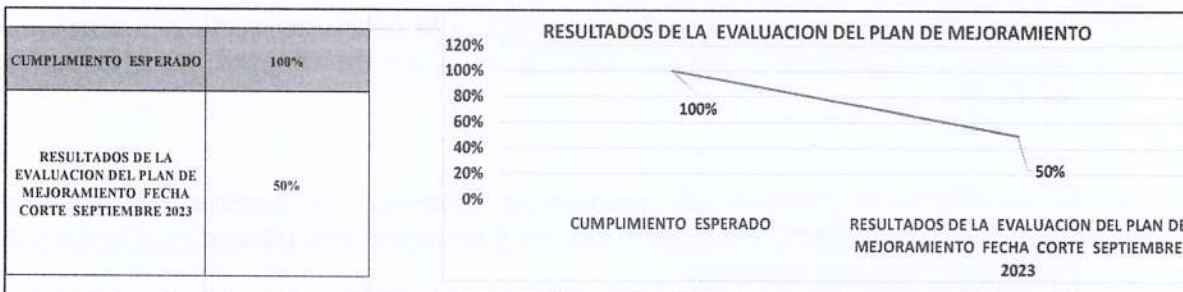 CUMPLIMIENTO ESPERADO 100%
RESULTADOS DE LA
EVALUACION DEL PLAN DE
MEJORAMIENTO FECHA
CORTE SEPTIEMBRE 2023
50%
RESULTADOS DE LA EVALUACION DEL PLAN DE MEJORAMIENTO
120%
100%
80%
60%
40%
20%
0%
100%
50%
CUMPLIMIENTO ESPERADO
RESULTADOS DE LA EVALUACION DEL PLAN DE
MEJORAMIENTO FECHA CORTE SEPTIEMBRE
2023